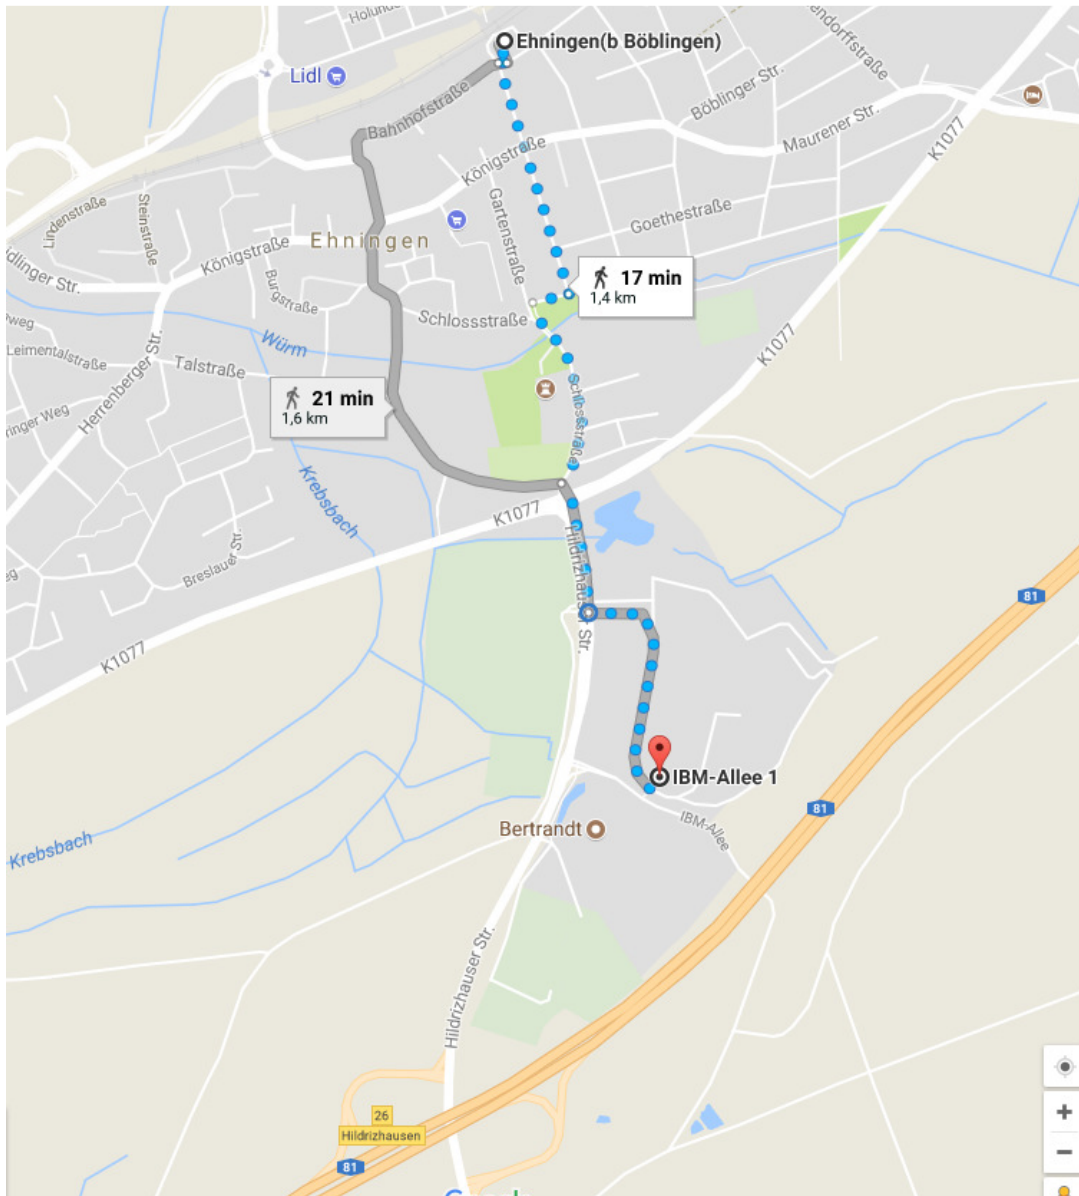 Ehningen(b Böblingen)
Lidl
Bahnhofstraße
Böblinger Str.
Maurener Str.
K1077
Königstraße
Gartenstraße
Goethestraße
Lindenstraße
Steinstraße
Ehningen
Königstraße
Burgstraße
17 min
1,4 km
Schlossstraße
Würm
Leimentalstraße
Talstraße
Herrenberger Str.
K1077
21 min
1,6 km
Schlossstraße
Krebsbach
K1077
Breslauer Str.
Hildrizhauser Str.
81
K1077
IBM-Allee 1
81
IBM-Allee
Bertrandt
Krebsbach
Hildrizhauser Str.
26
Hildrizhausen
81